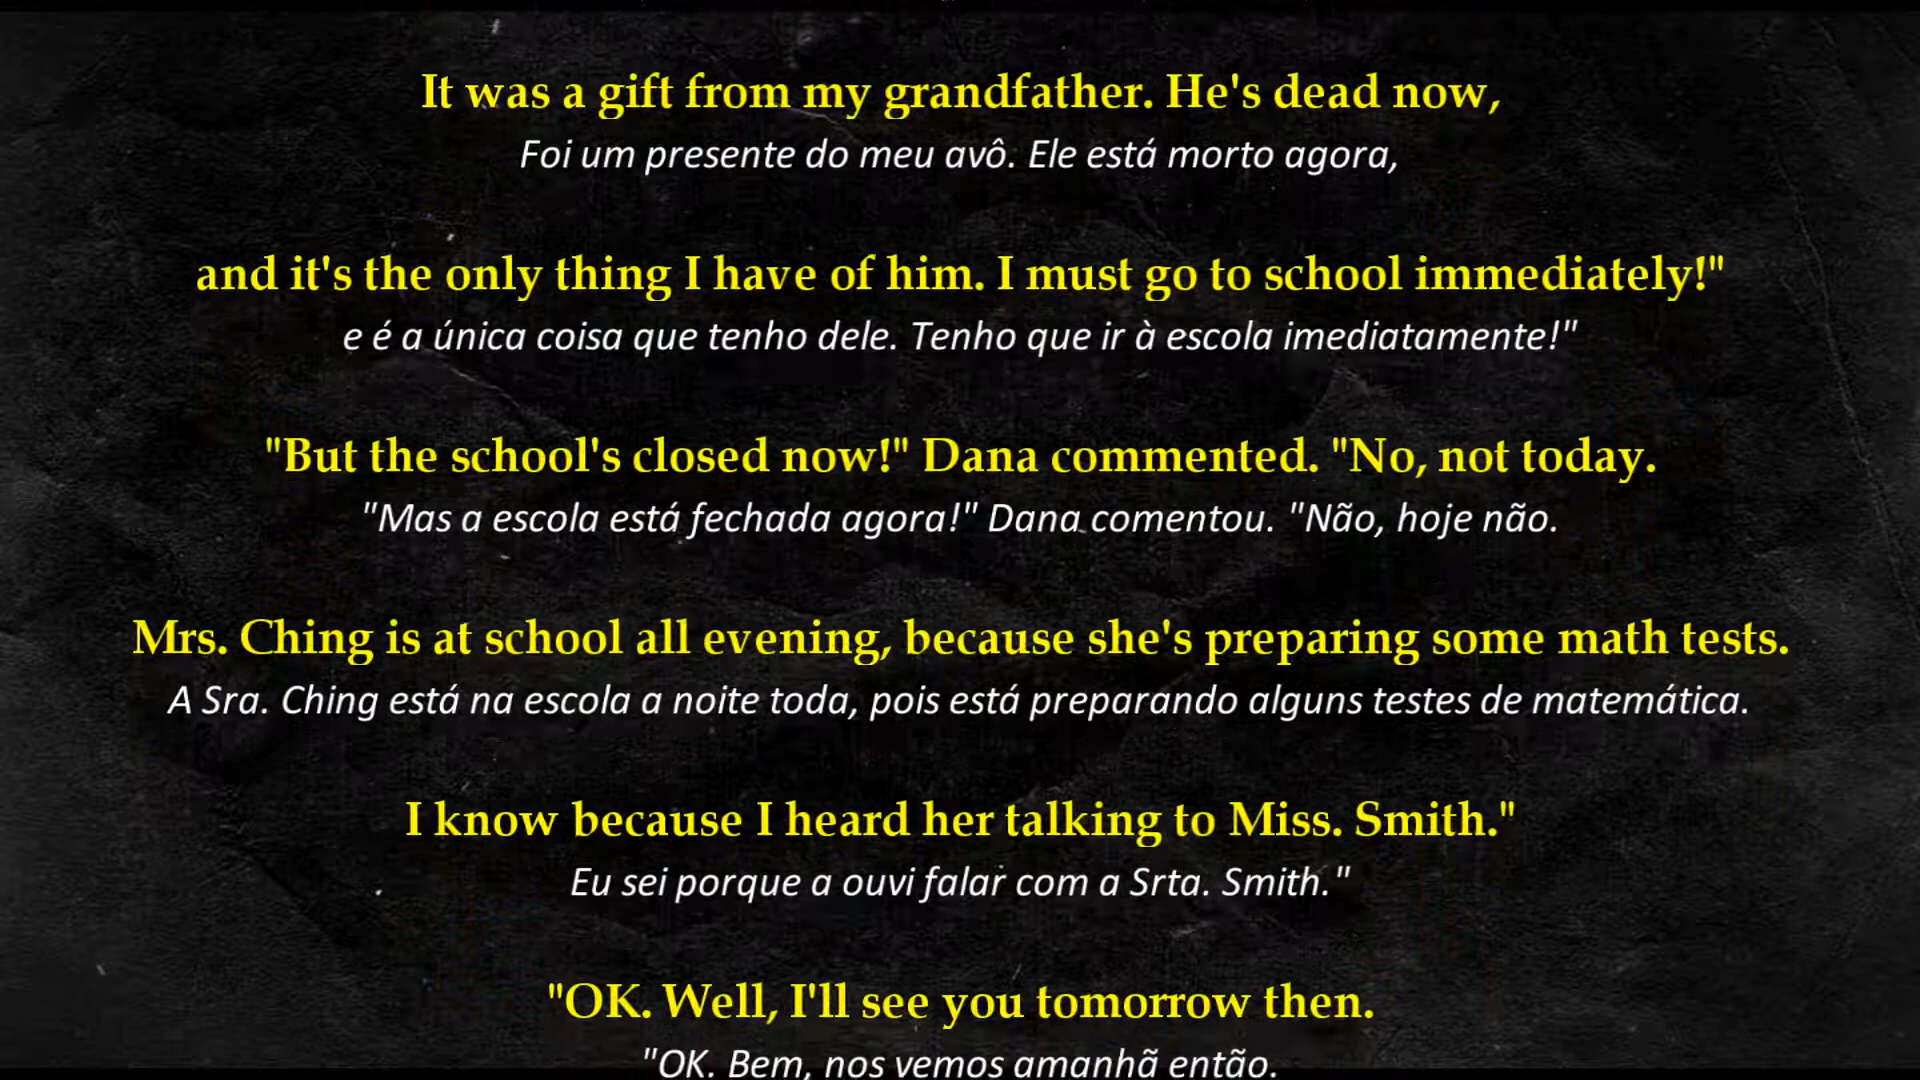 It was a gift from my grandfather. He's dead now,
Foi um presente do meu avô. Ele está morto agora,
and it's the only thing I have of him. I must go to school immediately!"
e é a única coisa que tenho dele. Tenho que ir à escola imediatamente!"
"But the school's closed now!" Dana commented. "No, not today.
"Mas a escola está fechada agora!" Dana comentou. "Não, hoje não.
Mrs. Ching is at school all evening, because she's preparing some math tests.
A Sra. Ching está na escola a noite toda, pois está preparando alguns testes de matemática.
I know because I heard her talking to Miss. Smith."
Eu sei porque a ouvi falar com a Srta. Smith."
"OK. Well, I'll see you tomorrow then.
"OK. Bem, nos vemos amanhã então.